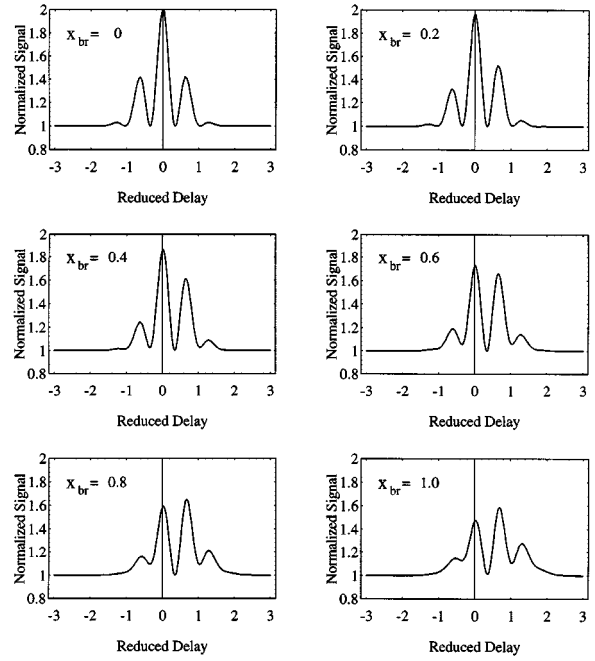 Normalized Signal
2
1.8
1.6
1.4
1.2
1
0.8
x br = 0
-3 -2 -1 0 1 2 3
Reduced Delay
Normalized Signal
2
1.8
1.6
1.4
1.2
1
0.8
x br = 0.2
-3 -2 -1 0 1 2 3
Reduced Delay
Normalized Signal
2
1.8
1.6
1.4
1.2
1
0.8
x br = 0.4
-3 -2 -1 0 1 2 3
Reduced Delay
Normalized Signal
2
1.8
1.6
1.4
1.2
1
0.8
x br = 0.6
-3 -2 -1 0 1 2 3
Reduced Delay
Normalized Signal
2
1.8
1.6
1.4
1.2
1
0.8
x br = 0.8
-3 -2 -1 0 1 2 3
Reduced Delay
Normalized Signal
2
1.8
1.6
1.4
1.2
1
0.8
x br = 1.0
-3 -2 -1 0 1 2 3
Reduced Delay